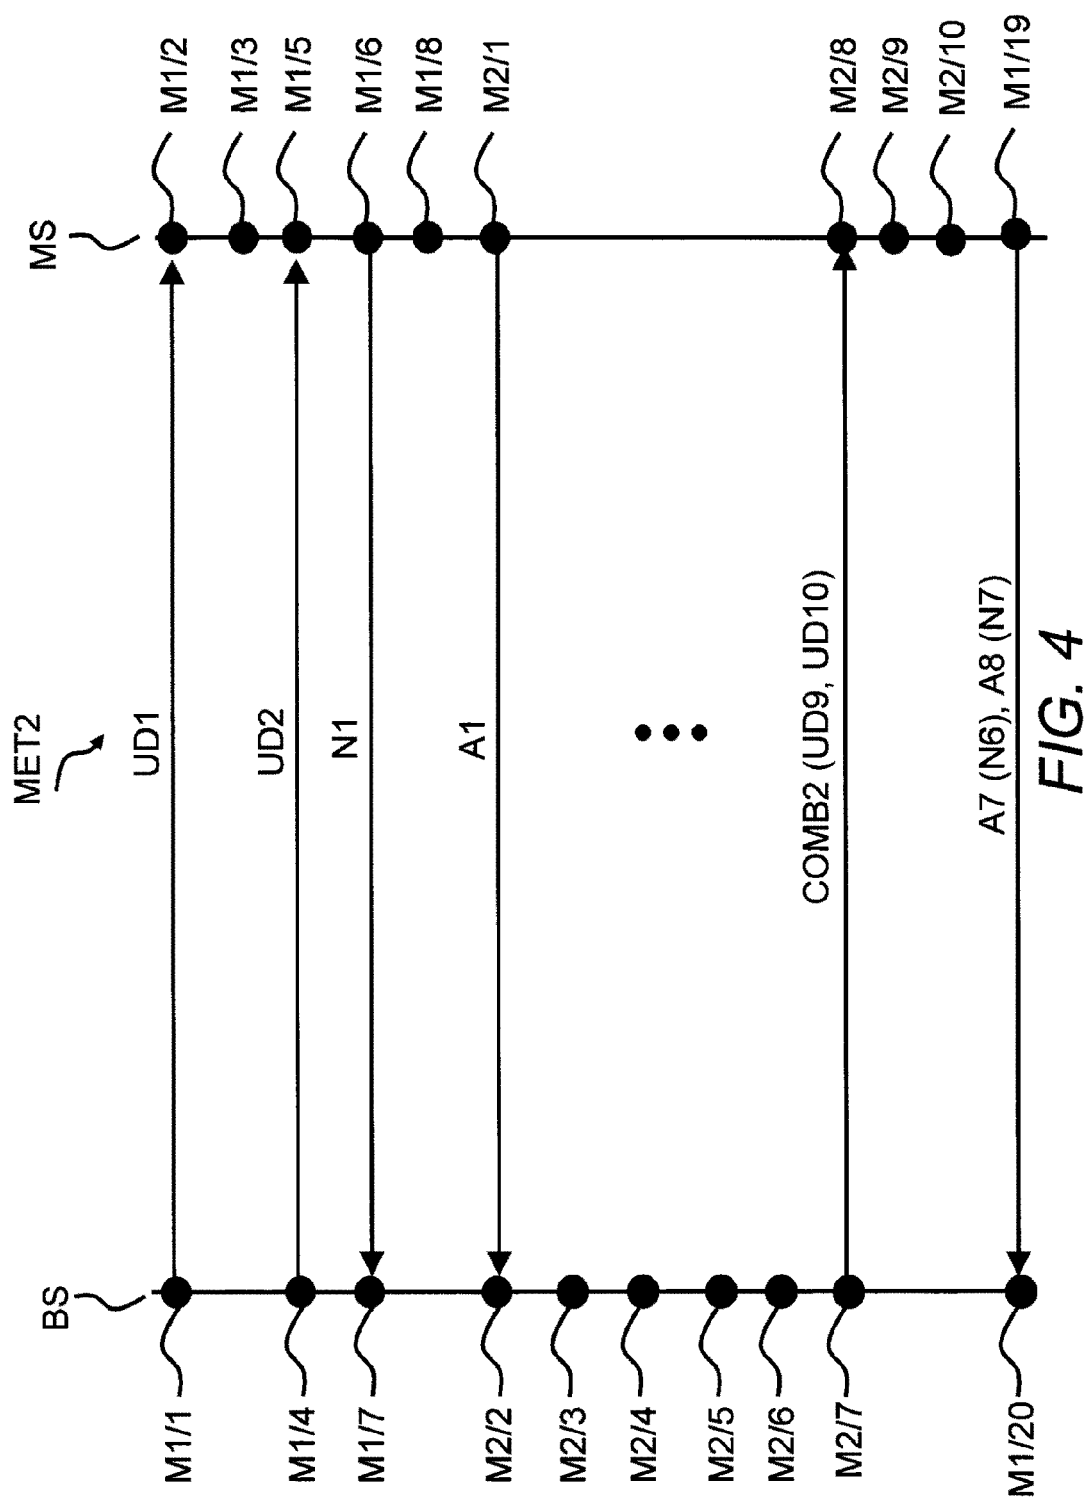 MET2
BS
MS
M1/1
UD1
M1/2
M1/3
M1/4
UD2
M1/5
M1/7
N1
M1/6
M1/8
M2/2
A1
M2/1
M2/3
M2/4
M2/5
M2/6
M2/7
COMB2 (UD9, UD10)
M2/8
M2/9
M2/10
M1/20
A7 (N6), A8 (N7)
M1/19
FIG. 4